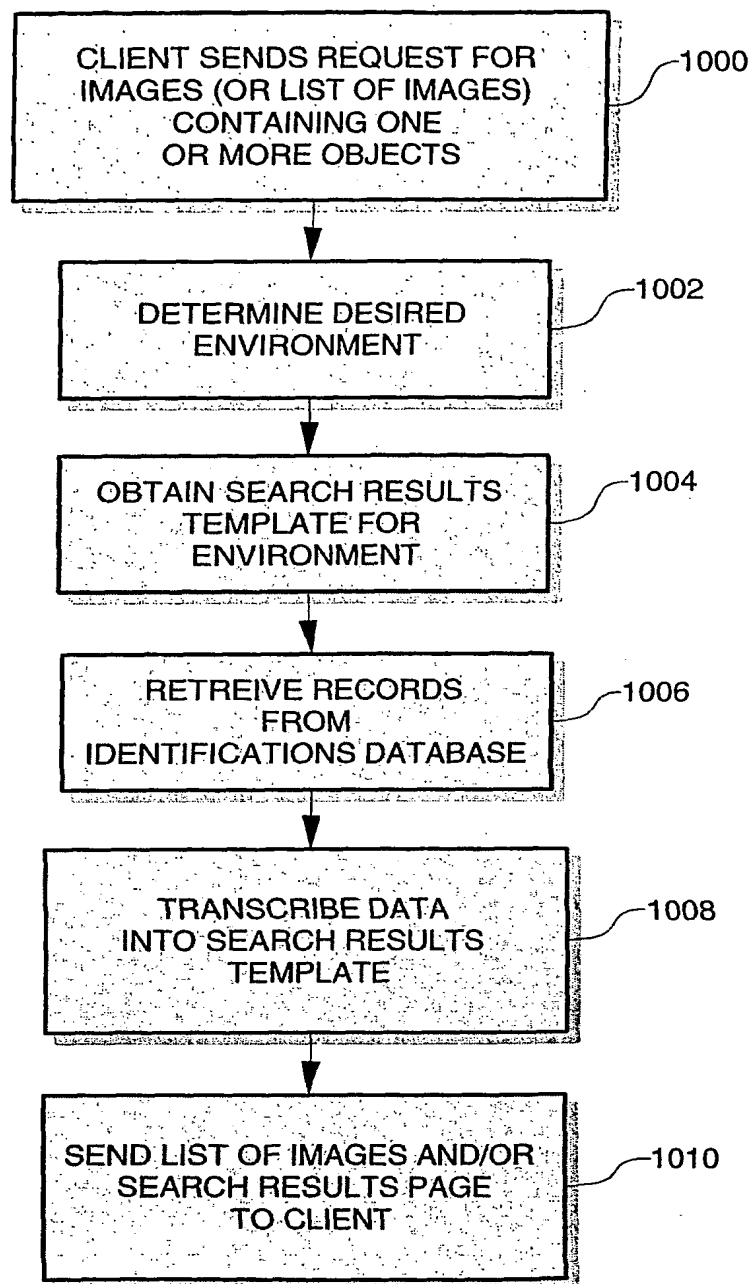 CLIENT SENDS REQUEST FOR
IMAGES (OR LIST OF IMAGES)
CONTAINING ONE
OR MORE OBJECTS
1000
DETERMINE DESIRED
ENVIRONMENT
1002
OBTAIN SEARCH RESULTS
TEMPLATE FOR
ENVIRONMENT
1004
RETREIVE RECORDS
FROM
IDENTIFICATIONS DATABASE
1006
TRANSCRIBE DATA
INTO SEARCH RESULTS
TEMPLATE
1008
SEND LIST OF IMAGES AND/OR
SEARCH RESULTS PAGE
TO CLIENT
1010